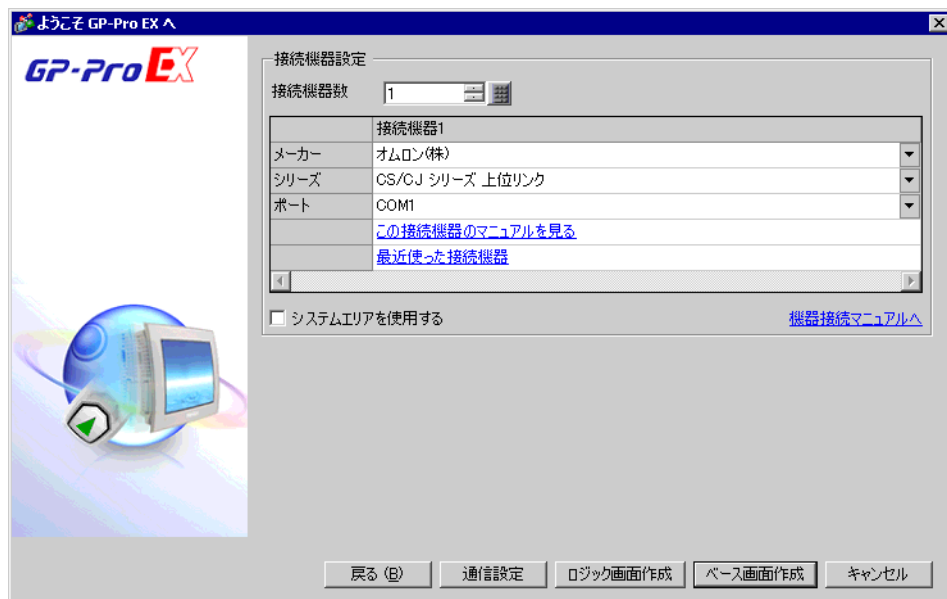 ようこそ GP-Pro EX へ
GP-Pro EX
接続機器設定
接続機器数 1
接続機器1
メーカー オムロン(株)
シリーズ CS/CJ シリーズ 上位リンク
ポート COM1
この接続機器のマニュアルを見る
最近使った接続機器
システムエリアを使用する 機器接続マニュアルへ
戻る (B) 通信設定 ロジック画面作成 ベース画面作成 キャンセル